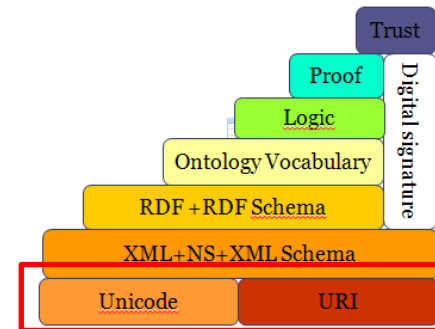 Trust
Proof
Digital signature
Logic
Ontology Vocabulary
RDF +RDF Schema
XML+NS+XML Schema
Unicode
URI